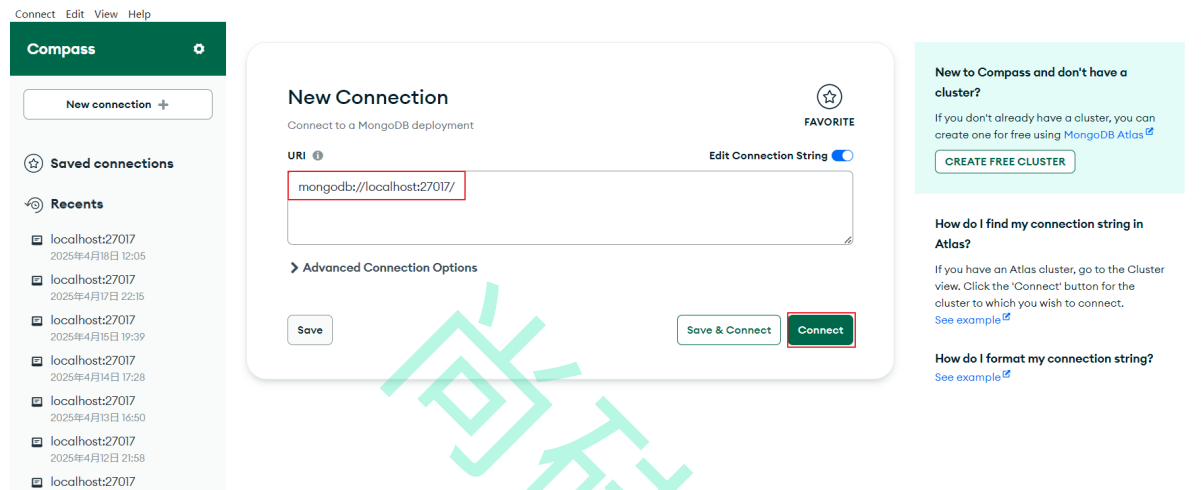 Connect Edit View Help
Compass
New connection
Saved connections
Recents
localhost:27017
2025年4月18日 12:05
localhost:27017
2025年4月17日 22:15
localhost:27017
2025年4月15日 19:39
localhost:27017
2025年4月14日 17:28
localhost:27017
2025年4月13日 16:50
localhost:27017
2025年4月12日 21:58
localhost:27017
New Connection
Connect to a MongoDB deployment
FAVORITE
URI
Edit Connection String
mongodb://localhost:27017/
Advanced Connection Options
Save
Save & Connect
Connect
New to Compass and don't have a
cluster?
If you don't already have a cluster, you can
create one for free using MongoDB Atlas
CREATE FREE CLUSTER
How do I find my connection string in
Atlas?
If you have an Atlas cluster, go to the Cluster
view. Click the 'Connect' button for the
cluster to which you wish to connect.
See example
How do I format my connection string?
See example
尚硅